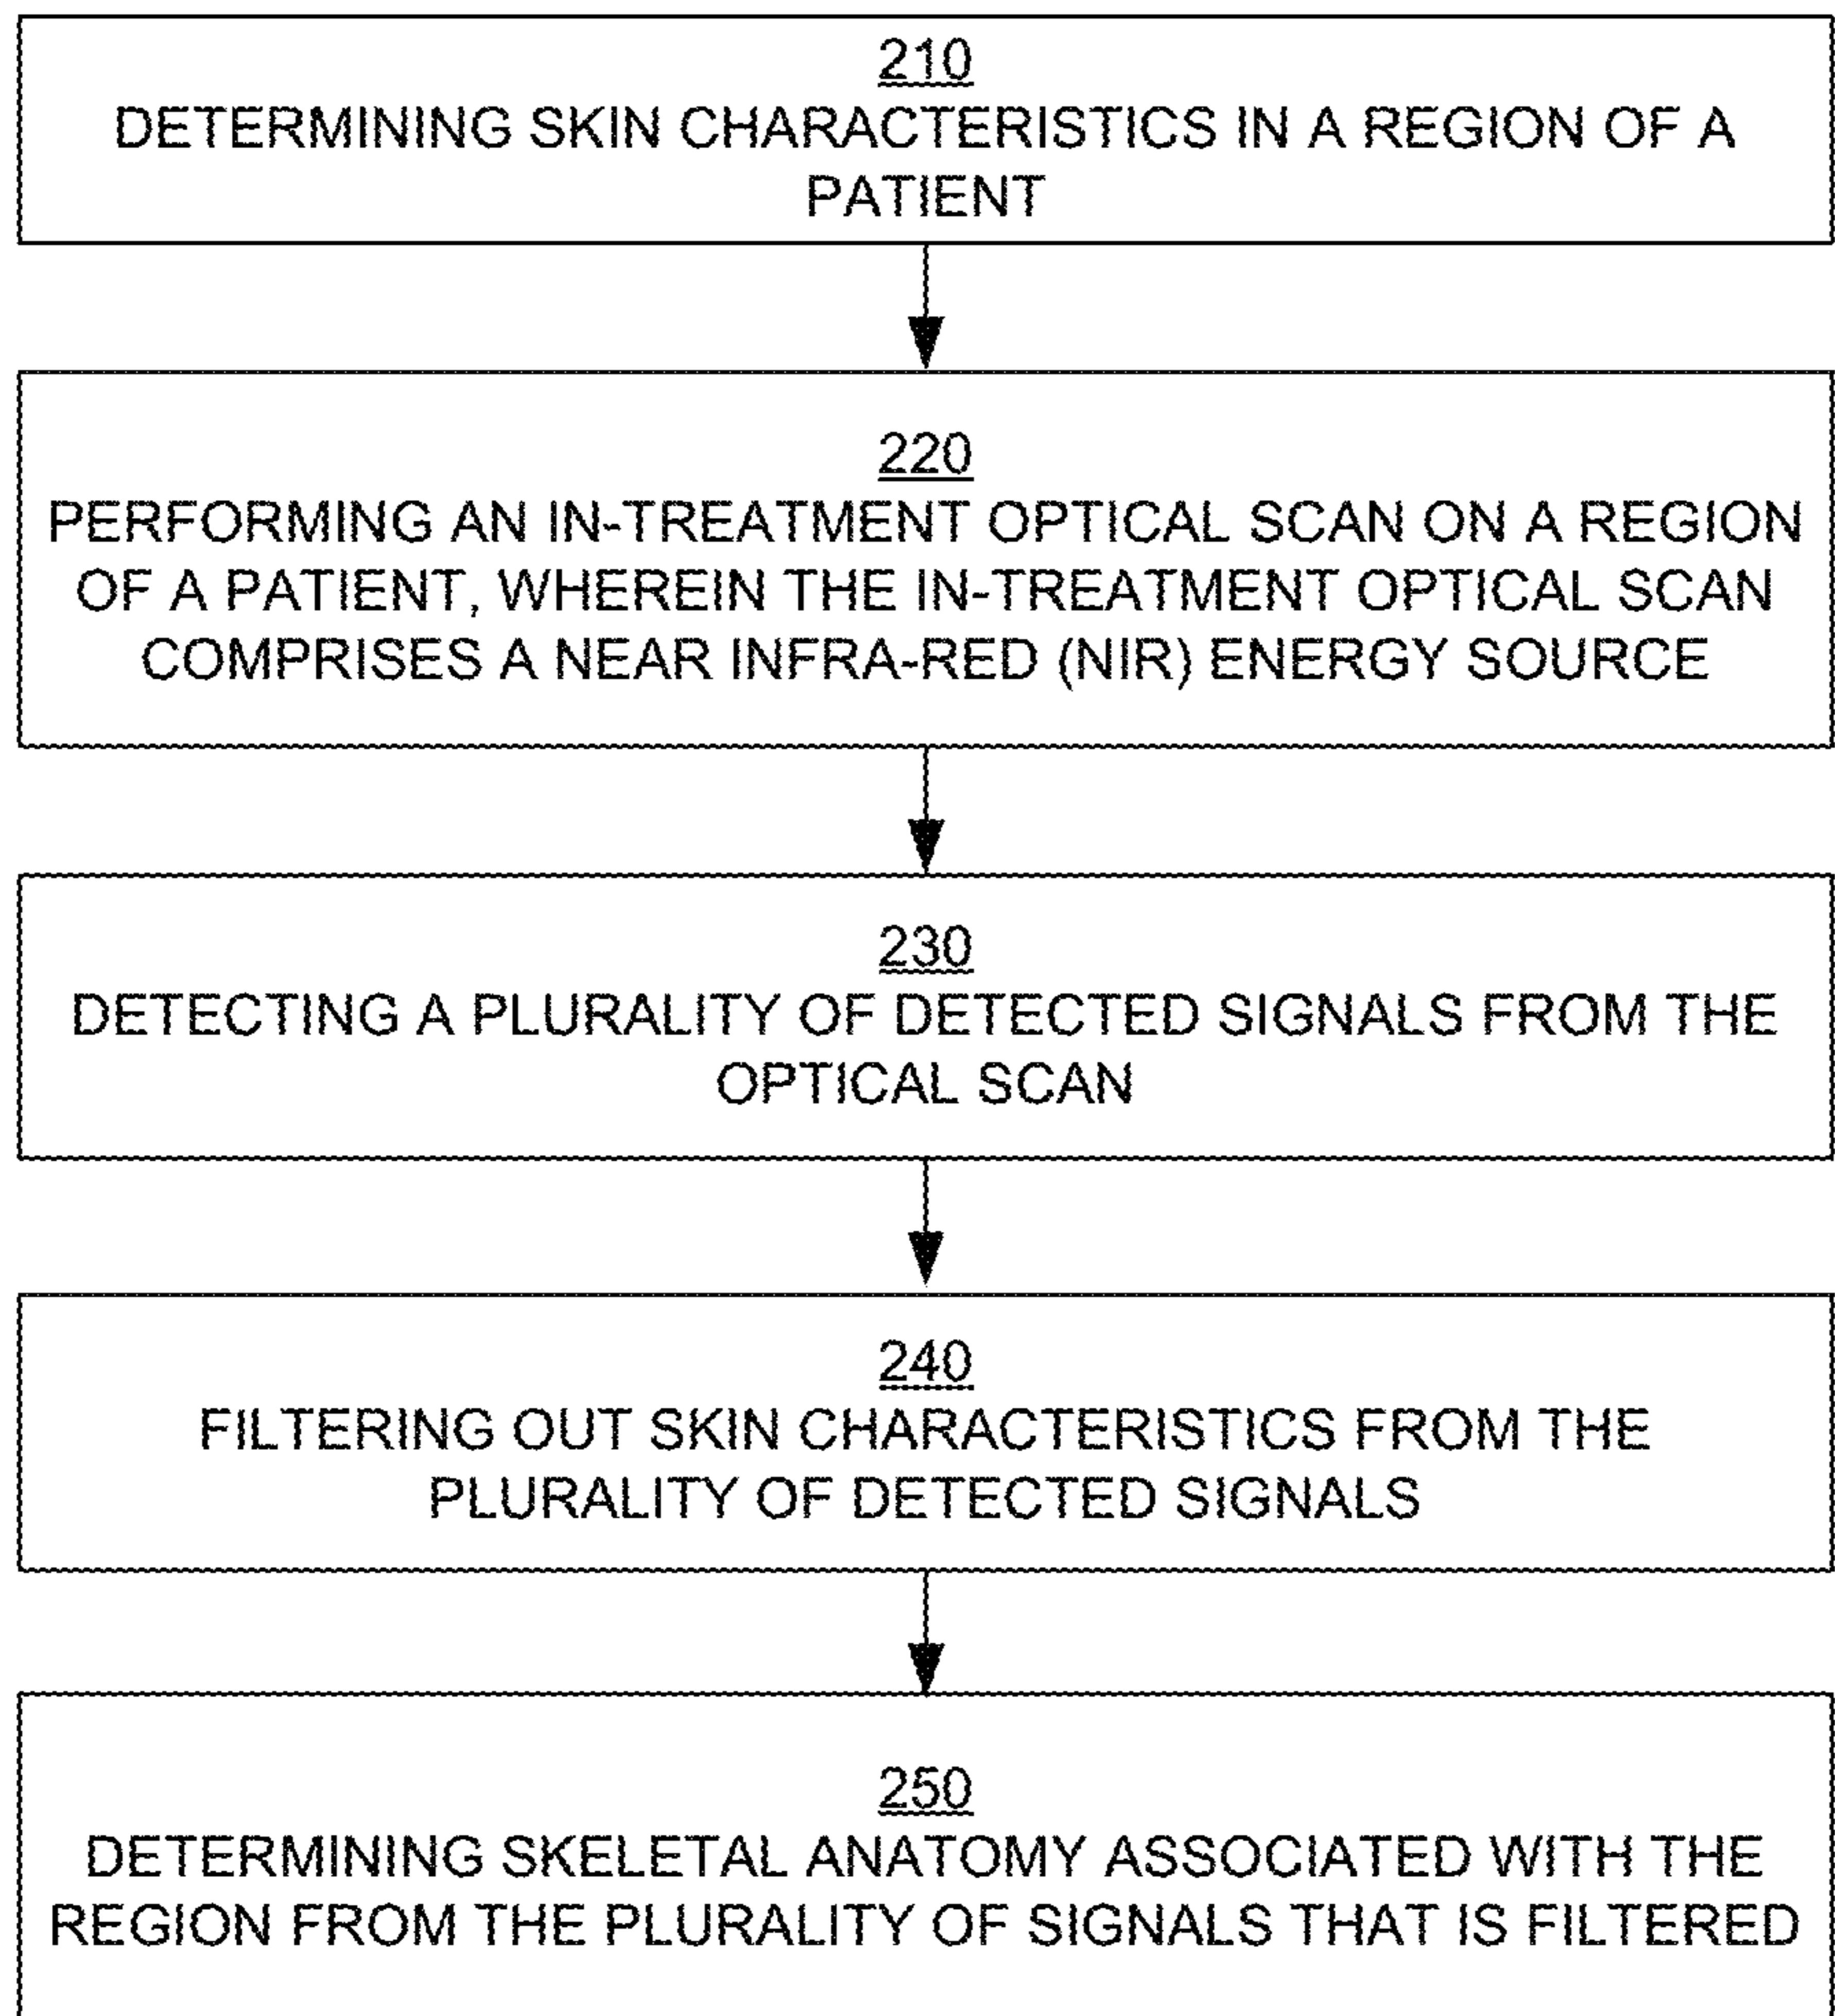 210
DETERMINING SKIN CHARACTERISTICS IN A REGION OF A
PATIENT
220
PERFORMING AN IN-TREATMENT OPTICAL SCAN ON A REGION
OF A PATIENT, WHEREIN THE IN-TREATMENT OPTICAL SCAN
COMPRISES A NEAR INFRA-RED (NIR) ENERGY SOURCE
230
DETECTING A PLURALITY OF DETECTED SIGNALS FROM THE
OPTICAL SCAN
240
FILTERING OUT SKIN CHARACTERISTICS FROM THE
PLURALITY OF DETECTED SIGNALS
250
DETERMINING SKELETAL ANATOMY ASSOCIATED WITH THE
REGION FROM THE PLURALITY OF SIGNALS THAT IS FILTERED